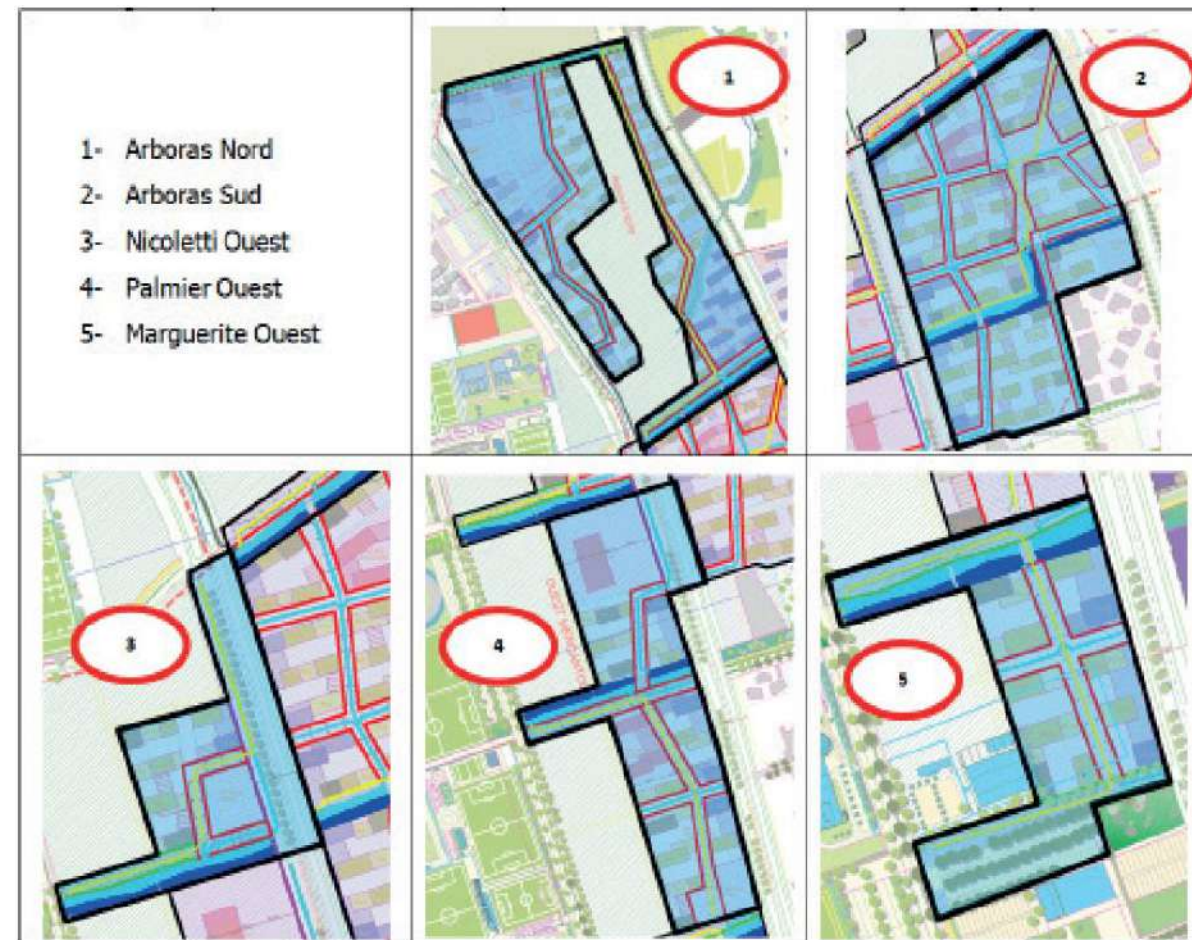 1- Arboras Nord
2- Arboras Sud
3- Nicoletti Ouest
4- Palmier Ouest
5- Marguerite Ouest
1
2
3
4
5